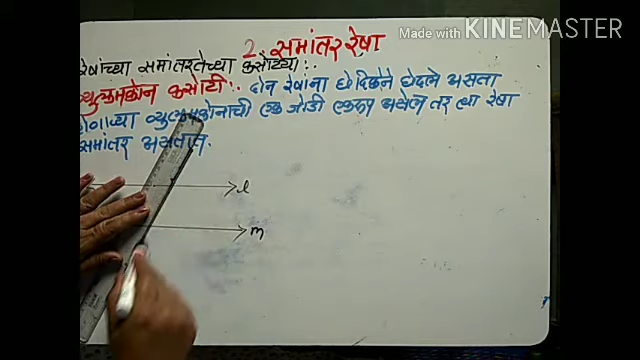 Made with KINEMASTER
2. समांतर रेषा
रेषांच्या समांतरतेच्या कसोट्या :.
व्युत्क्रमकोन कसोटी :. दोन रेषांना छेदिकेने छेदले असता
होणाऱ्या व्युत्क्रमकोनाची एक जोडी एकरूप असेल तर त्या रेषा
समांतर असतात.
l
m